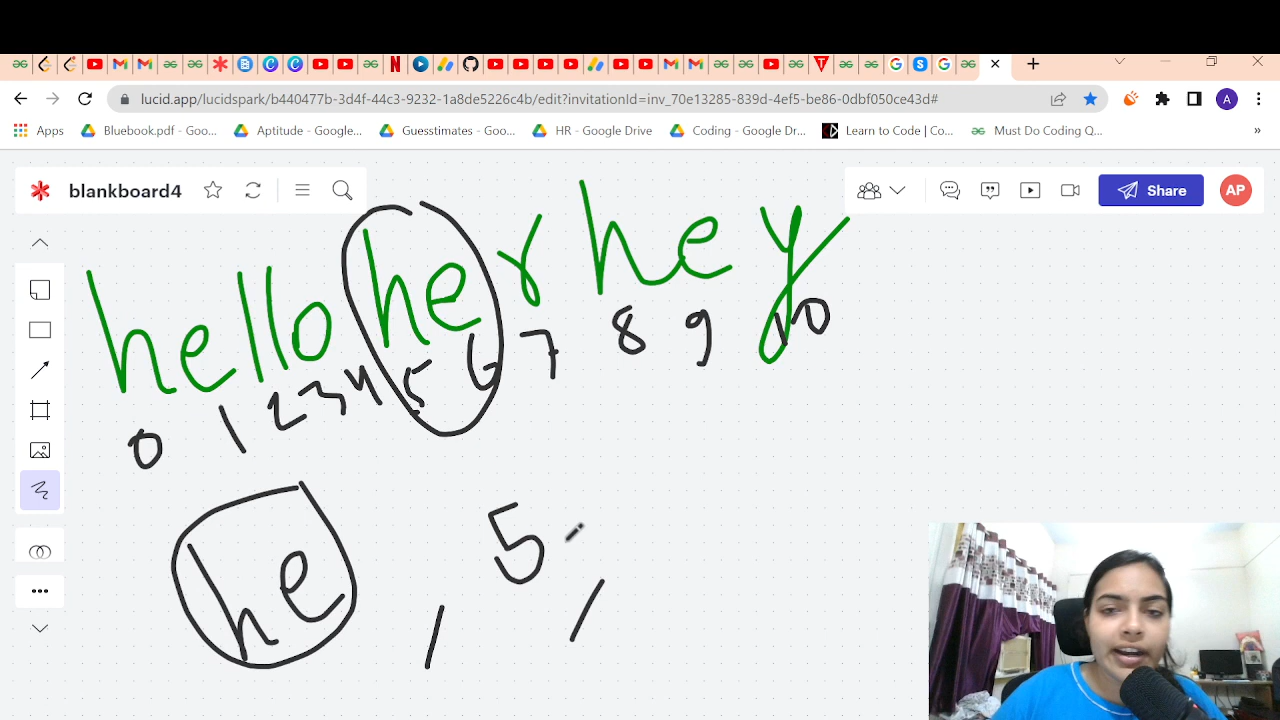 lucid.app/lucidspark/b440477b-3d4f-44c3-9232-1a8de5226c4b/edit?invitationId=inv_70e13285-839d-4ef5-be86-0dbf050ce43d#
A
Apps Bluebook.pdf - Goo... Aptitude - Google... Guesstimates - Goo... HR - Google Drive Coding - Google Dr... Learn to Code | Co... Must Do Coding Q... »
blankboard4 Share AP
hello he r hey
0 1 2 3 4 5 6 7 8 9 10
he , 5 ,